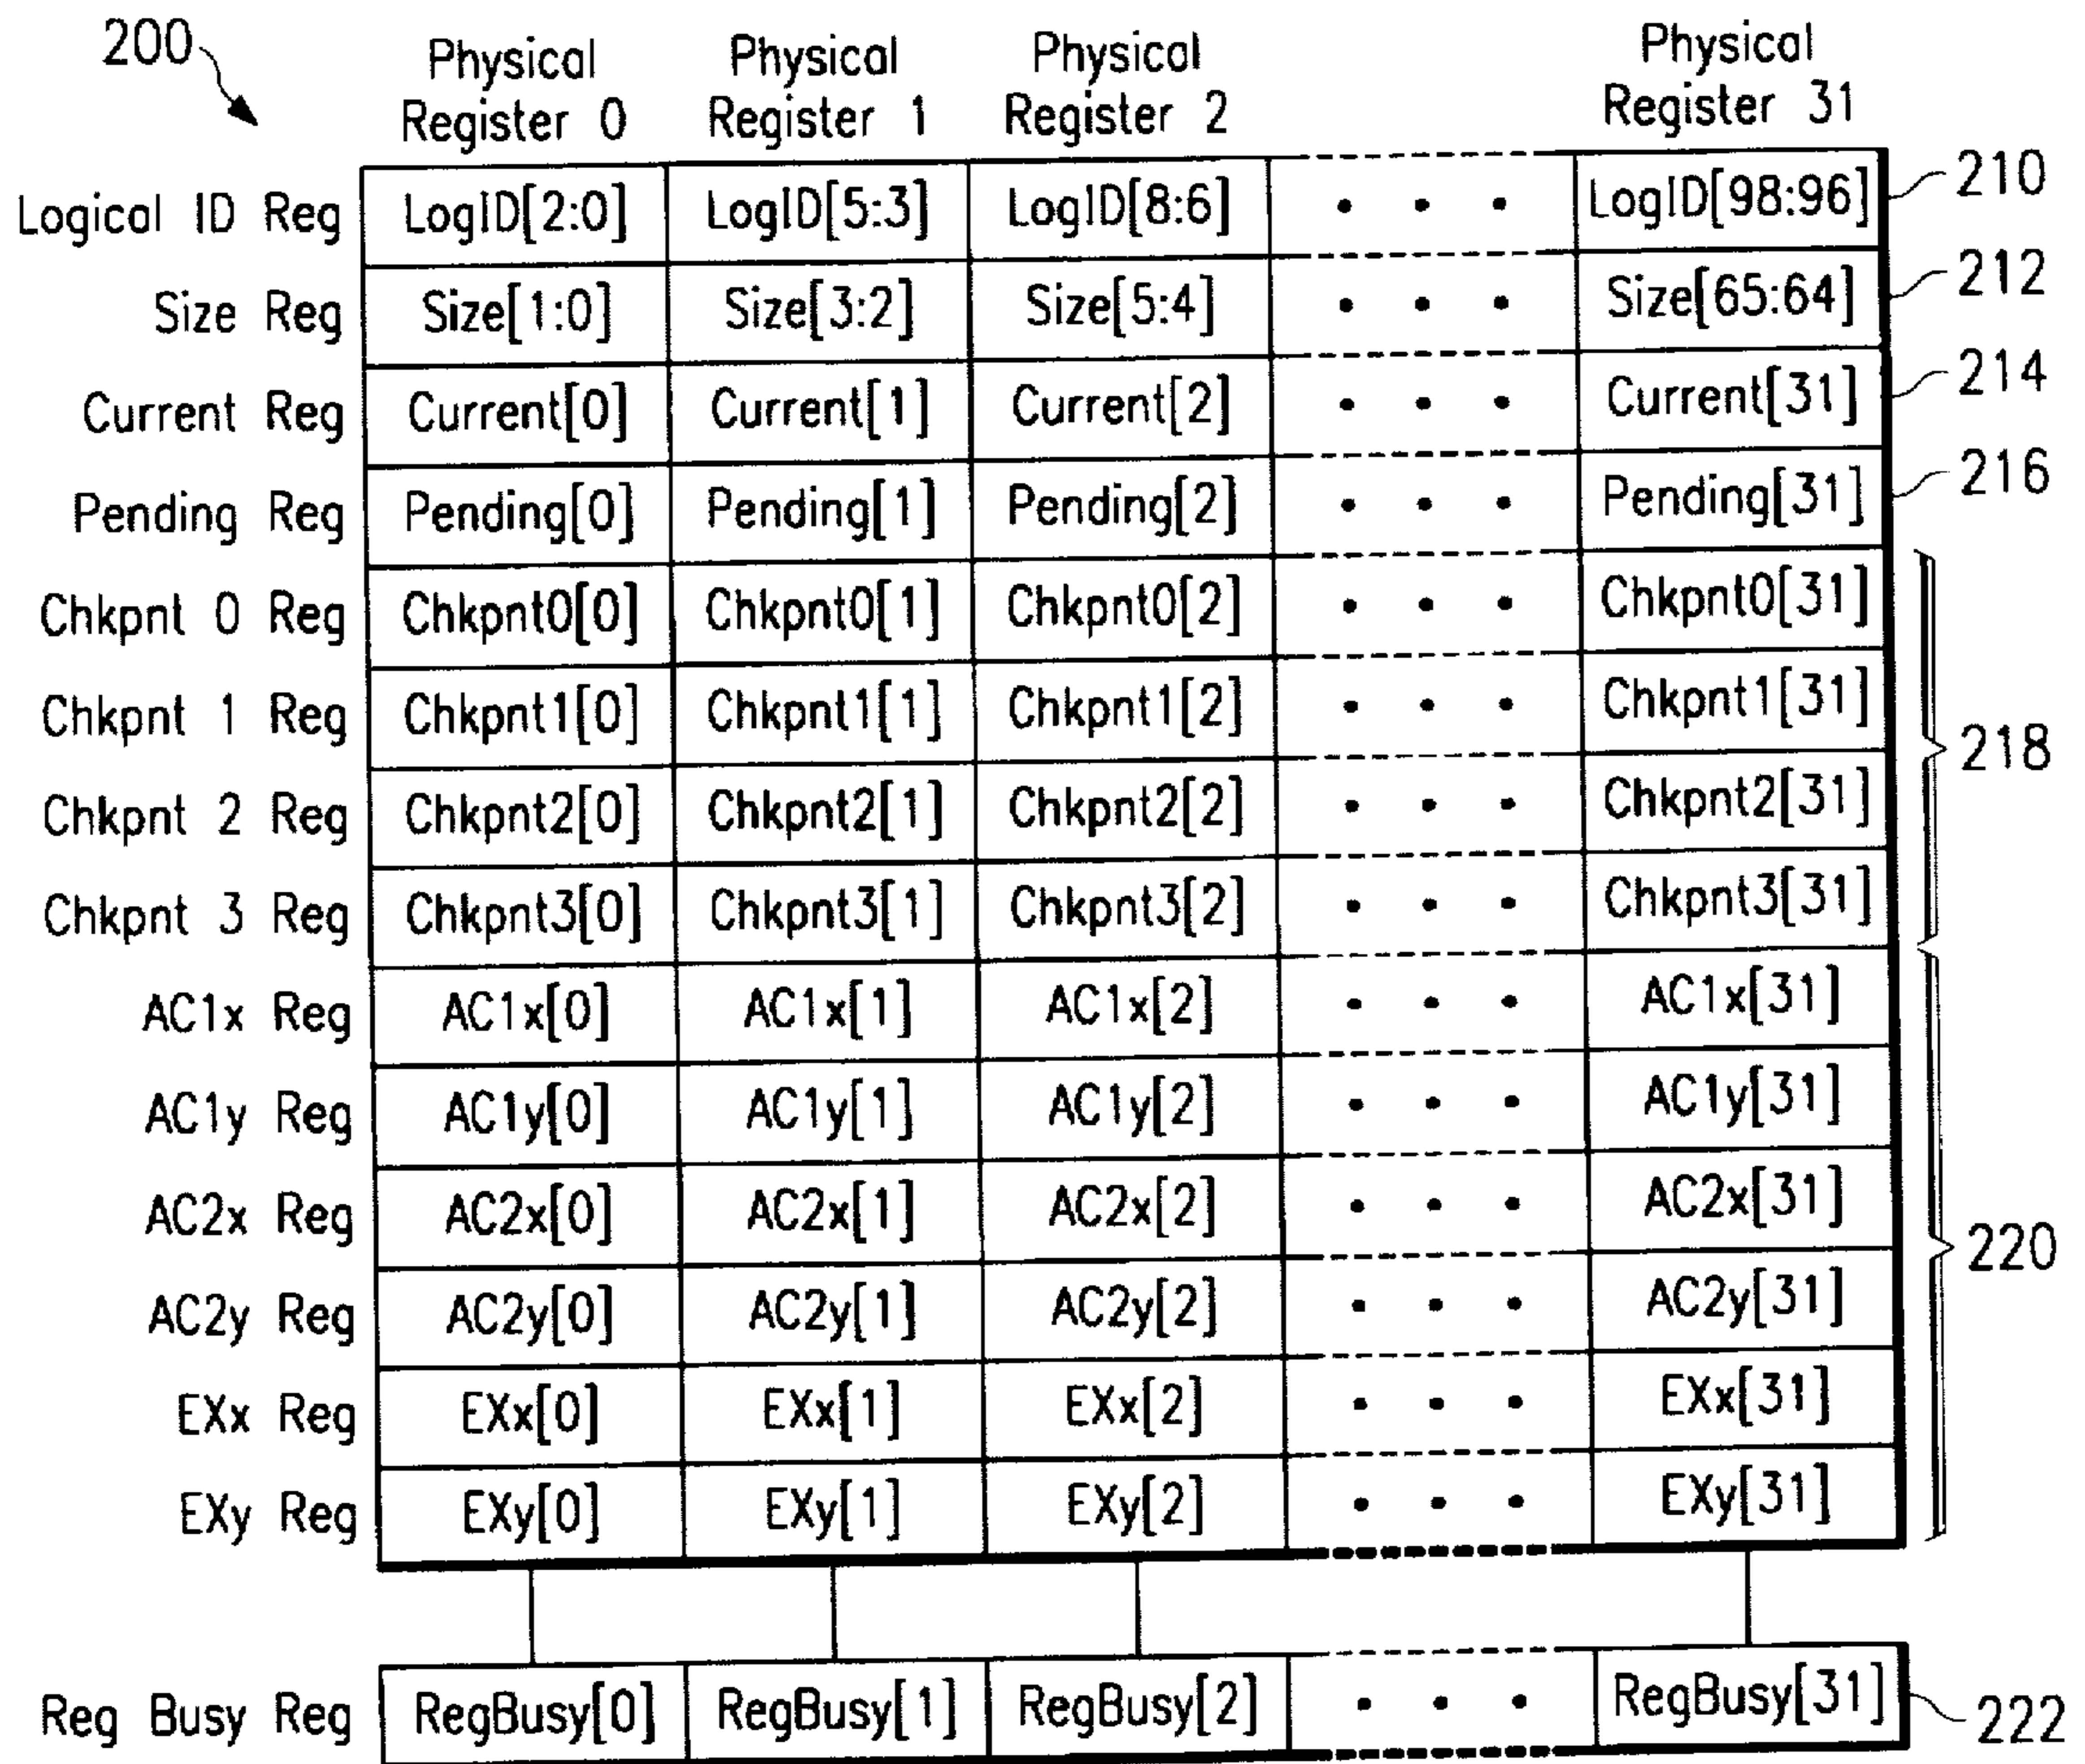 200
Physical Register 0
Physical Register 1
Physical Register 2
Physical Register 31
Logical ID Reg LogID[2:0] LogID[5:3] LogID[8:6] • • • LogID[98:96] 210
Size Reg Size[1:0] Size[3:2] Size[5:4] • • • Size[65:64] 212
Current Reg Current[0] Current[1] Current[2] • • • Current[31] 214
Pending Reg Pending[0] Pending[1] Pending[2] • • • Pending[31] 216
Chkpnt 0 Reg Chkpnt0[0] Chkpnt0[1] Chkpnt0[2] • • • Chkpnt0[31]
Chkpnt 1 Reg Chkpnt1[0] Chkpnt1[1] Chkpnt1[2] • • • Chkpnt1[31]
218
Chkpnt 2 Reg Chkpnt2[0] Chkpnt2[1] Chkpnt2[2] • • • Chkpnt2[31]
Chkpnt 3 Reg Chkpnt3[0] Chkpnt3[1] Chkpnt3[2] • • • Chkpnt3[31]
AC1x Reg AC1x[0] AC1x[1] AC1x[2] • • • AC1x[31]
AC1y Reg AC1y[0] AC1y[1] AC1y[2] • • • AC1y[31]
AC2x Reg AC2x[0] AC2x[1] AC2x[2] • • • AC2x[31]
220
AC2y Reg AC2y[0] AC2y[1] AC2y[2] • • • AC2y[31]
EXx Reg EXx[0] EXx[1] EXx[2] • • • EXx[31]
EXy Reg EXy[0] EXy[1] EXy[2] • • • EXy[31]
Reg Busy Reg RegBusy[0] RegBusy[1] RegBusy[2] • • • RegBusy[31] 222